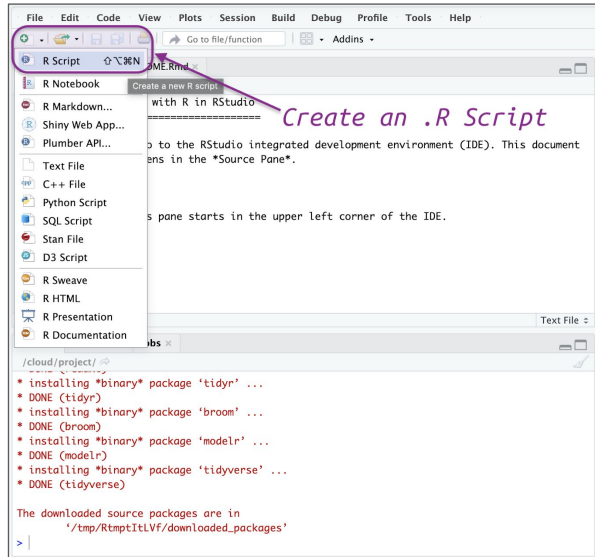 File Edit Code View Plots Session Build Debug Profile Tools Help
Go to file/function Addins
R Script ⇧⌥⌘N
OME.Rmd
R Notebook
Create a new R script
R Markdown...
with R in RStudio
Create an .R Script
Shiny Web App...
===================
Plumber API...
o to the RStudio integrated development environment (IDE). This document
ens in the *Source Pane*.
Text File
C++ File
Python Script
SQL Script
s pane starts in the upper left corner of the IDE.
Stan File
D3 Script
R Sweave
R HTML
R Presentation
Text File
R Documentation
obs
/cloud/project/
* installing *binary* package ‘tidyr’ ...
* DONE (tidyr)
* installing *binary* package ‘broom’ ...
* DONE (broom)
* installing *binary* package ‘modelr’ ...
* DONE (modelr)
* installing *binary* package ‘tidyverse’ ...
* DONE (tidyverse)
The downloaded source packages are in
‘/tmp/RtmptItLVf/downloaded_packages’
>